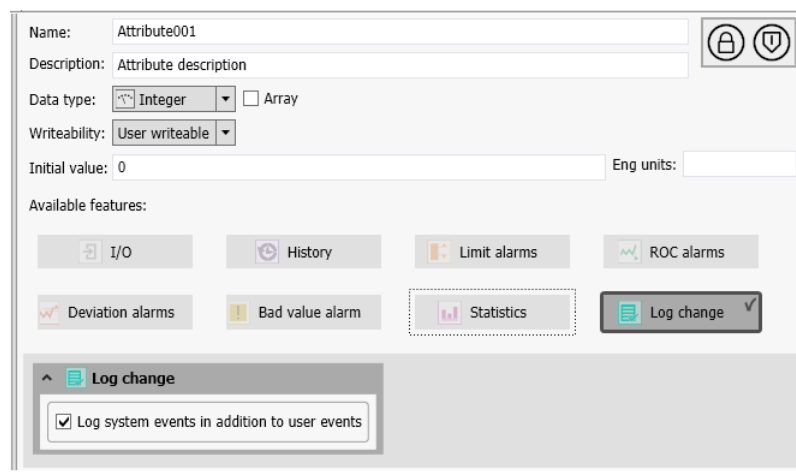 Name: Attribute001
Description: Attribute description
Data type: Integer Array
Writeability: User writeable
Initial value: 0 Eng units:
Available features:
I/O History Limit alarms ROC alarms
Deviation alarms Bad value alarm Statistics Log change
Log change
Log system events in addition to user events